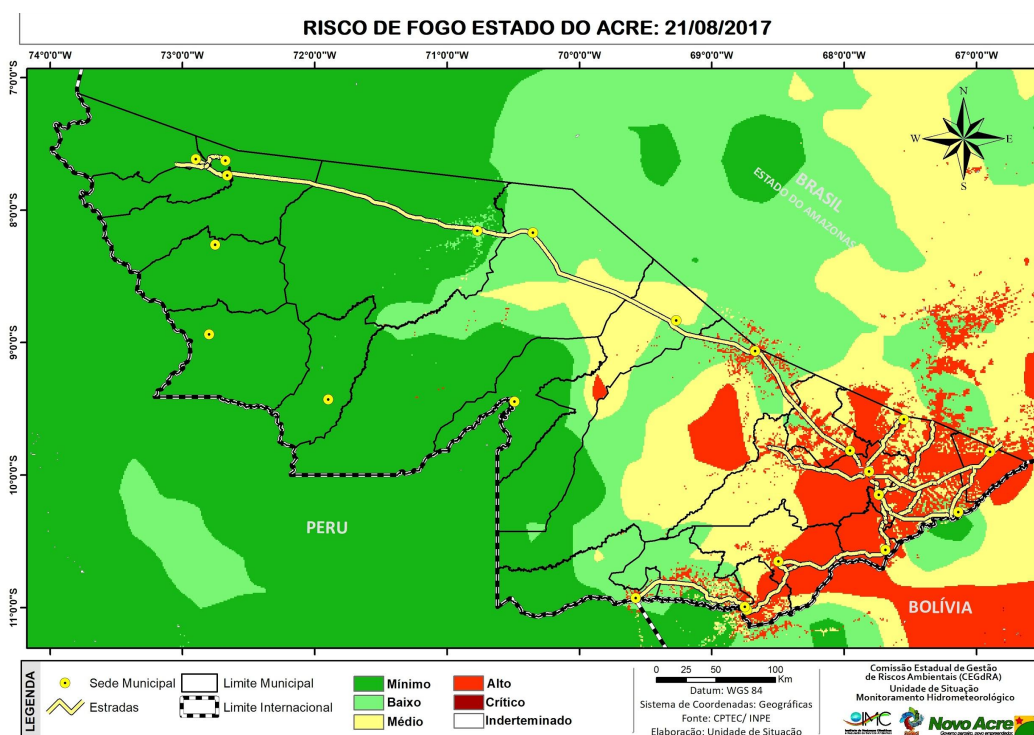 RISCO DE FOGO ESTADO DO ACRE: 21/08/2017
74°0'0"S 73°0'0"W 72°0'0"S 71°0'0"W 70°0'0"S 69°0'0"W 68°0'0"W 67°0'0"W
7°0'0"S
8°0'0"S
9°0'0"S
10°0'0"S
11°0'0"S
N
W E
S
BRASIL
ESTADO DO AMAZONAS
PERU
BOLÍVIA
LEGENDA
Sede Municipal
Estradas
Limite Municipal
Limite Internacional
Mínimo
Baixo
Médio
Alto
Crítico
Inderteminado
0 25 50 100
Km
Datum: WGS 84
Sistema de Coordenadas: Geográficas
Fonte: CPTEC/ INPE
Elaboração: Unidade de Situação
Comissão Estadual de Gestão
de Riscos Ambientais (CEGdRA)
Unidade de Situação
Monitoramento Hidrometeorológico
IMC
Novo Acre